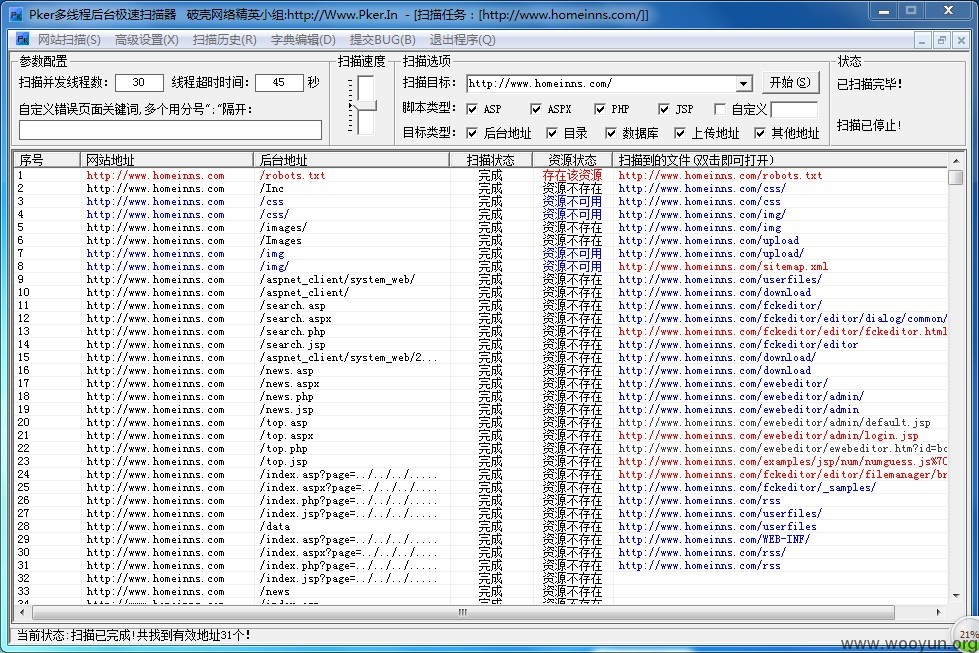 Pker多线程后台极速扫描器 破壳网络精英小组:http://Www.Pker.In - [扫描任务：[http://www.homeinns.com/]]
网站扫描(S) 高级设置(X) 扫描历史(R) 字典编辑(D) 提交BUG(B) 退出程序(Q)
参数配置 扫描速度 扫描选项 状态
扫描并发线程数： 30 线程超时时间： 45 秒 扫描目标： http://www.homeinns.com/ 开始(S) 已扫描完毕!
自定义错误页面关键词,多个用分号";"隔开： 脚本类型： ASP ASPX PHP JSP 自定义
目标类型： 后台地址 目录 数据库 上传地址 其他地址 扫描已停止!
序号 网站地址 后台地址 扫描状态 资源状态 扫描到的文件(双击即可打开)
1 http://www.homeinns.com /robots.txt 完成 存在该资源 http://www.homeinns.com/robots.txt
2 http://www.homeinns.com /Inc 完成 资源不存在 http://www.homeinns.com/css/
3 http://www.homeinns.com /css 完成 资源不可用 http://www.homeinns.com/css
4 http://www.homeinns.com /css/ 完成 资源不可用 http://www.homeinns.com/img/
5 http://www.homeinns.com /images/ 完成 资源不存在 http://www.homeinns.com/img
6 http://www.homeinns.com /Images 完成 资源不存在 http://www.homeinns.com/upload
7 http://www.homeinns.com /img 完成 资源不可用 http://www.homeinns.com/upload/
8 http://www.homeinns.com /img/ 完成 资源不可用 http://www.homeinns.com/sitemap.xml
9 http://www.homeinns.com /aspnet_client/system_web/ 完成 资源不存在 http://www.homeinns.com/userfiles/
10 http://www.homeinns.com /aspnet_client/ 完成 资源不存在 http://www.homeinns.com/download
11 http://www.homeinns.com /search.asp 完成 资源不存在 http://www.homeinns.com/fckeditor/
12 http://www.homeinns.com /search.aspx 完成 资源不存在 http://www.homeinns.com/fckeditor/editor/dialog/common/
13 http://www.homeinns.com /search.php 完成 资源不存在 http://www.homeinns.com/fckeditor/editor/fckeditor.html
14 http://www.homeinns.com /search.jsp 完成 资源不存在 http://www.homeinns.com/fckeditor/editor
15 http://www.homeinns.com /aspnet_client/system_web/2... 完成 资源不存在 http://www.homeinns.com/download/
16 http://www.homeinns.com /news.asp 完成 资源不存在 http://www.homeinns.com/download
17 http://www.homeinns.com /news.aspx 完成 资源不存在 http://www.homeinns.com/ewebeditor/
18 http://www.homeinns.com /news.php 完成 资源不存在 http://www.homeinns.com/ewebeditor/admin/
19 http://www.homeinns.com /news.jsp 完成 资源不存在 http://www.homeinns.com/ewebeditor/admin
20 http://www.homeinns.com /top.asp 完成 资源不存在 http://www.homeinns.com/ewebeditor/admin/default.jsp
21 http://www.homeinns.com /top.aspx 完成 资源不存在 http://www.homeinns.com/ewebeditor/admin/login.jsp
22 http://www.homeinns.com /top.php 完成 资源不存在 http://www.homeinns.com/ewebeditor/ewebeditor.htm?id=bc
23 http://www.homeinns.com /top.jsp 完成 资源不存在 http://www.homeinns.com/examples/jsp/num/numguess.js%70
24 http://www.homeinns.com /index.asp?page=../../../..... 完成 资源不存在 http://www.homeinns.com/fckeditor/editor/filemanager/br
25 http://www.homeinns.com /index.aspx?page=../../../..... 完成 资源不存在 http://www.homeinns.com/fckeditor/_samples/
26 http://www.homeinns.com /index.php?page=../../../..... 完成 资源不存在 http://www.homeinns.com/rss
27 http://www.homeinns.com /index.jsp?page=../../../..... 完成 资源不存在 http://www.homeinns.com/userfiles/
28 http://www.homeinns.com /data 完成 资源不存在 http://www.homeinns.com/userfiles
29 http://www.homeinns.com /index.asp?page=../../../.... 完成 资源不存在 http://www.homeinns.com/WEB-INF/
30 http://www.homeinns.com /index.aspx?page=../../../.... 完成 资源不存在 http://www.homeinns.com/rss/
31 http://www.homeinns.com /index.php?page=../../../.... 完成 资源不存在 http://www.homeinns.com/rss
32 http://www.homeinns.com /index.jsp?page=../../../.... 完成 资源不存在
33 http://www.homeinns.com /news 完成 资源不存在
当前状态:扫描已完成!共找到有效地址31个!
21%
www.wooyun.org